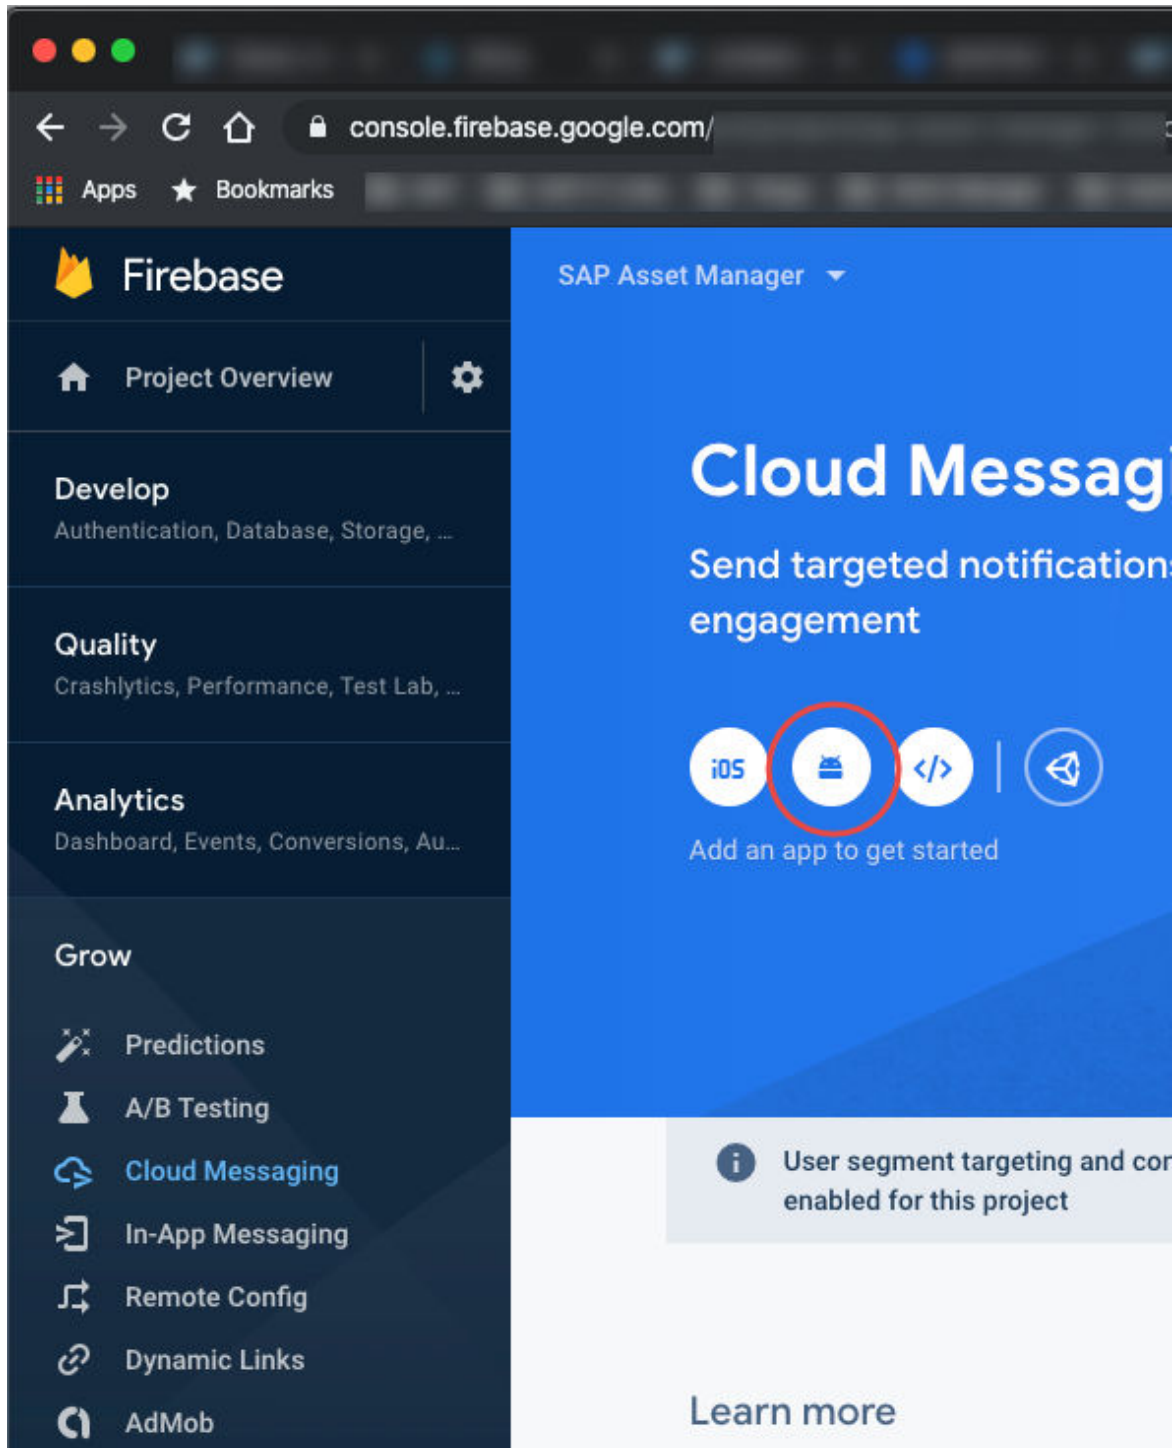 console.firebase.google.com/
Apps
Bookmarks
Firebase
SAP Asset Manager
Project Overview
Cloud Messagi
Develop
Authentication, Database, Storage, ...
Send targeted notifications
engagement
Quality
Crashlytics, Performance, Test Lab, ...
iOS
</>
Analytics
Dashboard, Events, Conversions, Au...
Add an app to get started
Grow
Predictions
A/B Testing
Cloud Messaging
In-App Messaging
Remote Config
Dynamic Links
AdMob
User segment targeting and con
enabled for this project
Learn more